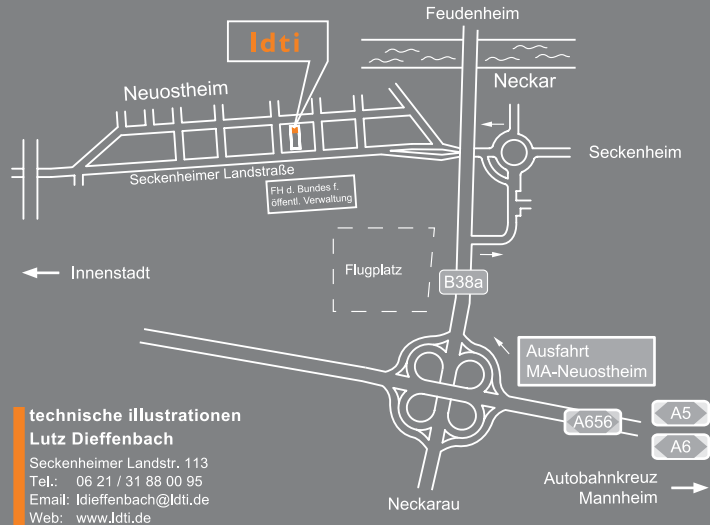 Feudenheim
ldti
Neuostheim
Neckar
Seckenheim
Seckenheimer Landstraße
FH d. Bundes f.
öffentl. Verwaltung
Flugplatz
Innenstadt
B38a
Ausfahrt
MA-Neuostheim
A656
A5
A6
Autobahnkreuz
Mannheim
Neckarau
technische illustrationen
Lutz Dieffenbach
Seckenheimer Landstr. 113
Tel.: 06 21 / 31 88 00 95
Email: ldieffenbach@ldti.de
Web: www.ldti.de